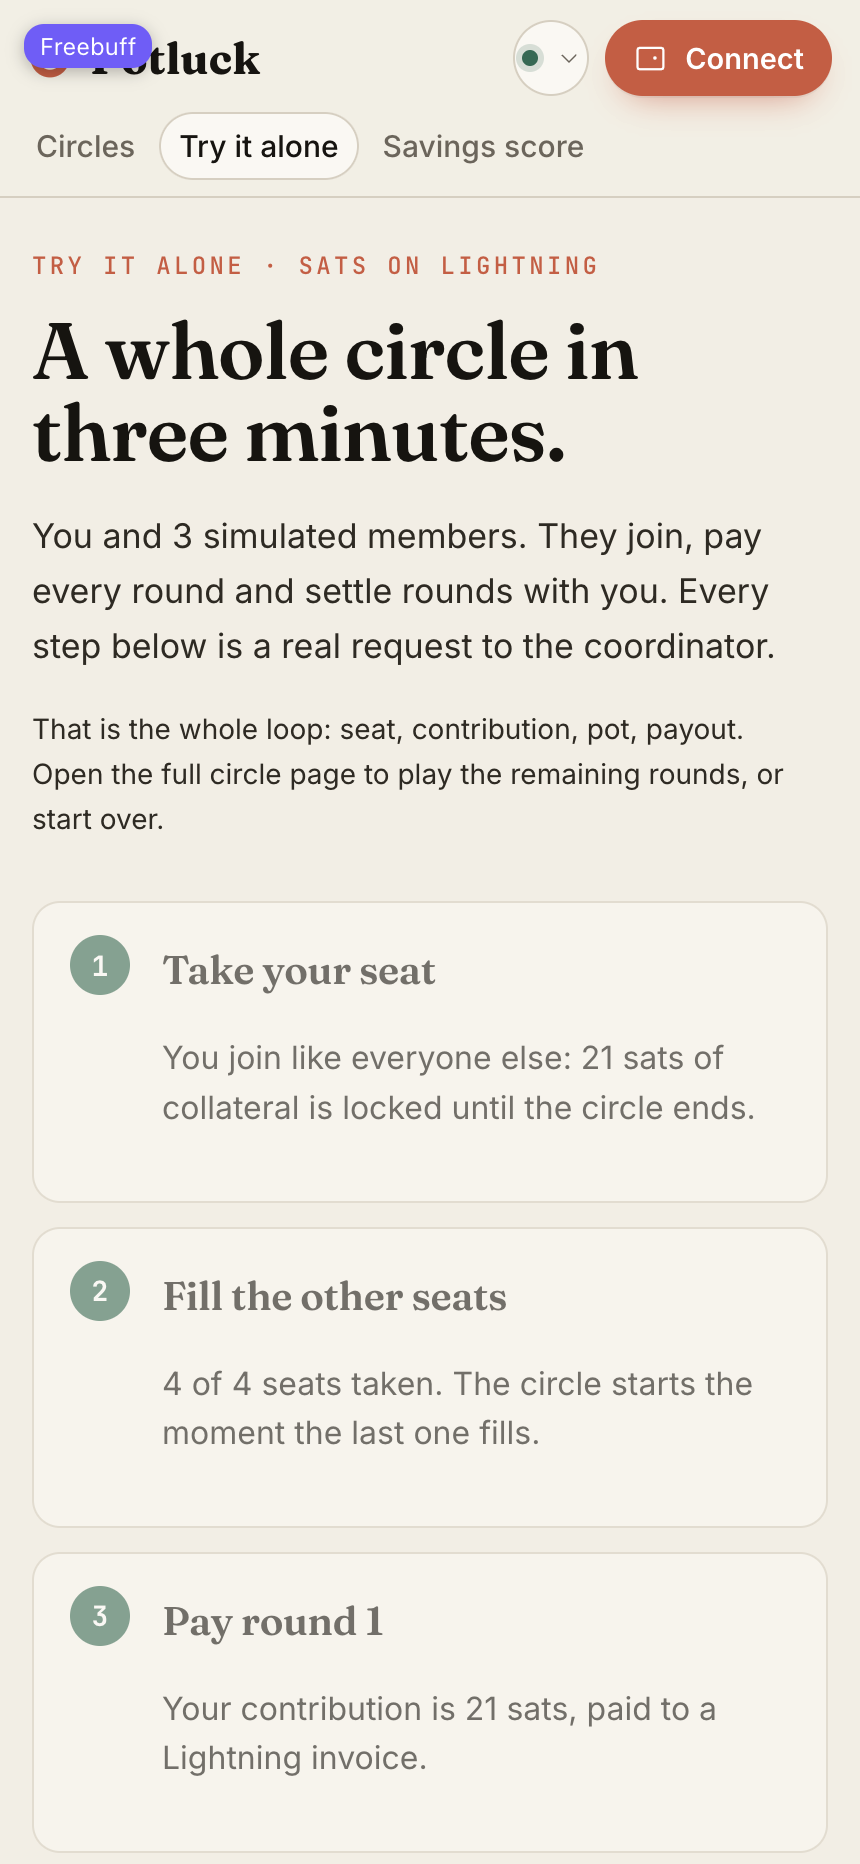 Freebuff
Potluck
Connect
Circles
Try it alone
Savings score
TRY IT ALONE · SATS ON LIGHTNING
A whole circle in
three minutes.
You and 3 simulated members. They join, pay
every round and settle rounds with you. Every
step below is a real request to the coordinator.
That is the whole loop: seat, contribution, pot, payout.
Open the full circle page to play the remaining rounds, or
start over.
1
Take your seat
You join like everyone else: 21 sats of
collateral is locked until the circle ends.
2
Fill the other seats
4 of 4 seats taken. The circle starts the
moment the last one fills.
3
Pay round 1
Your contribution is 21 sats, paid to a
Lightning invoice.